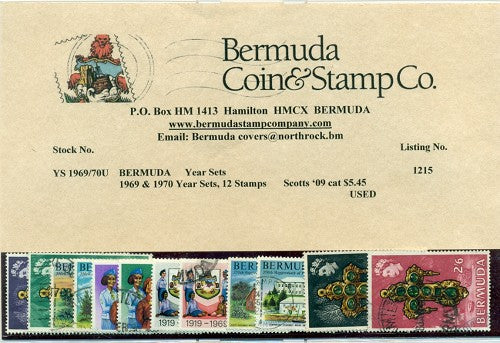 Bermuda
Coin&Stamp Co.
P.O. Box HM 1413 Hamilton HMCX BERMUDA
www.bermudastampcompany.com
Email: Bermuda covers@northrock.bm
Stock No. Listing No.
YS 1969/70U BERMUDA Year Sets 1215
1969 & 1970 Year Sets, 12 Stamps Scotts '09 cat $5.45
USED
BERMUDA
BERMUDA
BERMUDA
2/6
1919
1919-1969